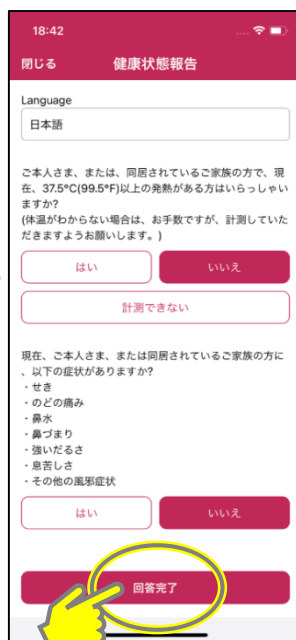 18:42
閉じる 健康状態報告
Language
日本語
ご本人さま、または、同居されているご家族の方で、現
在、37.5°C(99.5°F)以上の発熱がある方はいらっしゃい
ますか?
(体温がわからない場合は、お手数ですが、計測していた
だきますようお願いします。)
はい いいえ
計測できない
現在、ご本人さま、または同居されているご家族の方に
、以下の症状がありますか?
・せき
・のどの痛み
・鼻水
・鼻づまり
・強いだるさ
・息苦しさ
・その他の風邪症状
はい いいえ
回答完了